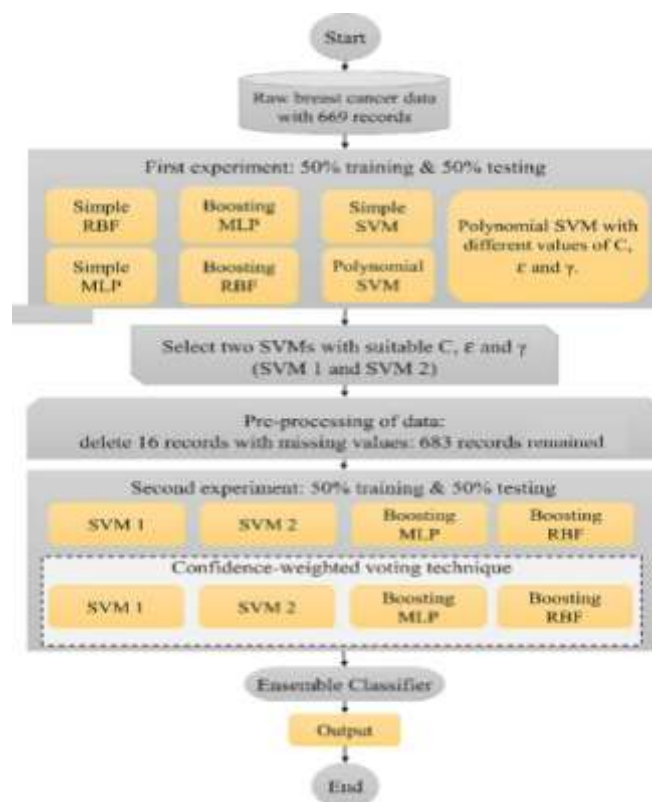 Start
Raw breast cancer data
with 669 records
First experiment: 50% training & 50% testing
Simple
RBF
Boosting
MLP
Simple
SVM
Polynomial SVM with
different values of C,
ε and γ.
Simple
MLP
Boosting
RBF
Polynomial
SVM
Select two SVMs with suitable C, ε and γ
(SVM 1 and SVM 2)
Pre-processing of data:
delete 16 records with missing values: 683 records remained
Second experiment: 50% training & 50% testing
SVM 1
SVM 2
Boosting
MLP
Boosting
RBF
Confidence-weighted voting technique
SVM 1
SVM 2
Boosting
MLP
Boosting
RBF
Ensemble Classifier
Output
End